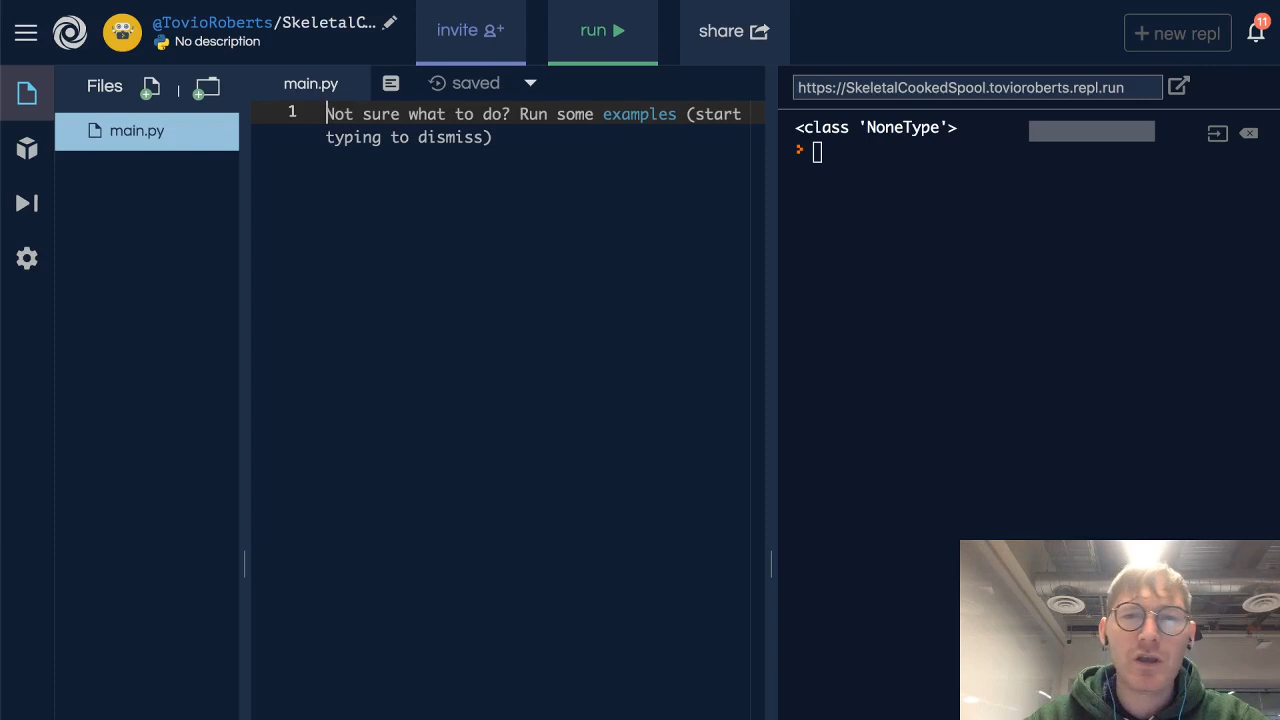 @TovioRoberts/SkeletalC...
No description
invite
run
share
+ new repl
11
Files
main.py
saved
https://SkeletalCookedSpool.tovioroberts.repl.run
main.py
1
Not sure what to do? Run some examples (start
typing to dismiss)
<class 'NoneType'>